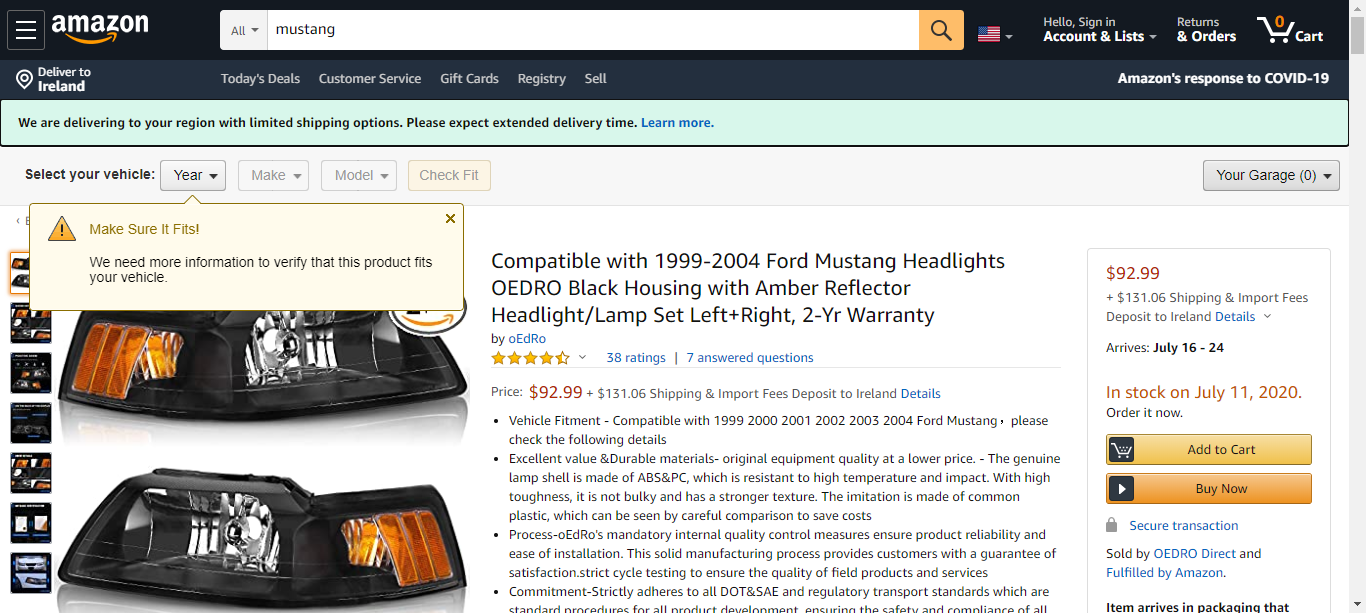 amazon
All
mustang
Hello, Sign in
Account & Lists
Returns
& Orders
0
Cart
Deliver to
Ireland
Today's Deals
Customer Service
Gift Cards
Registry
Sell
Amazon's response to COVID-19
We are delivering to your region with limited shipping options. Please expect extended delivery time. Learn more.
Select your vehicle:
Year
Make
Model
Check Fit
Your Garage (0)
Make Sure It Fits!
We need more information to verify that this product fits
your vehicle.
Compatible with 1999-2004 Ford Mustang Headlights
OEDRO Black Housing with Amber Reflector
Headlight/Lamp Set Left+Right, 2-Yr Warranty
by oEdRo
38 ratings | 7 answered questions
Price: $92.99 + $131.06 Shipping & Import Fees Deposit to Ireland Details
• Vehicle Fitment - Compatible with 1999 2000 2001 2002 2003 2004 Ford Mustang，please
check the following details
• Excellent value &Durable materials- original equipment quality at a lower price. - The genuine
lamp shell is made of ABS&PC, which is resistant to high temperature and impact. With high
toughness, it is not bulky and has a stronger texture. The imitation is made of common
plastic, which can be seen by careful comparison to save costs
• Process-oEdRo's mandatory internal quality control measures ensure product reliability and
ease of installation. This solid manufacturing process provides customers with a guarantee of
satisfaction.strict cycle testing to ensure the quality of field products and services
• Commitment-Strictly adheres to all DOT&SAE and regulatory transport standards which are
standard procedures for all product development, ensuring the safety and compliance of all
$92.99
+ $131.06 Shipping & Import Fees
Deposit to Ireland Details
Arrives: July 16 - 24
In stock on July 11, 2020.
Order it now.
Add to Cart
Buy Now
Secure transaction
Sold by OEDRO Direct and
Fulfilled by Amazon.
Item arrives in packaging that